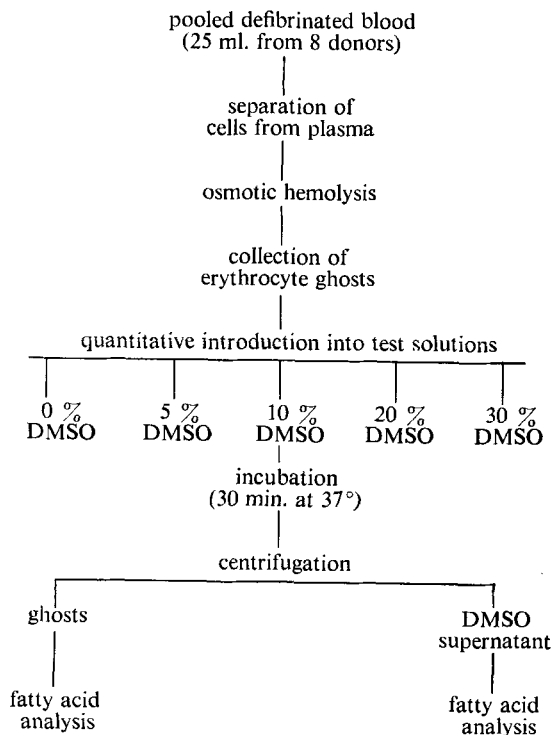 pooled defibrinated blood
(25 ml. from 8 donors)
separation of
cells from plasma
osmotic hemolysis
collection of
erythrocyte ghosts
quantitative introduction into test solutions
0 % 5 % 10 % 20 % 30 %
DMSO DMSO DMSO DMSO DMSO
incubation
(30 min. at 37°)
centrifugation
ghosts
DMSO
supernatant
fatty acid
analysis
fatty acid
analysis